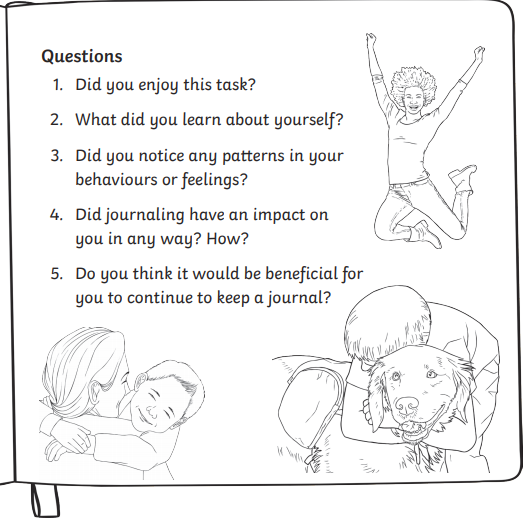 Questions
1. Did you enjoy this task?
2. What did you learn about yourself?
3. Did you notice any patterns in your
behaviours or feelings?
4. Did journaling have an impact on
you in any way? How?
5. Do you think it would be beneficial for
you to continue to keep a journal?